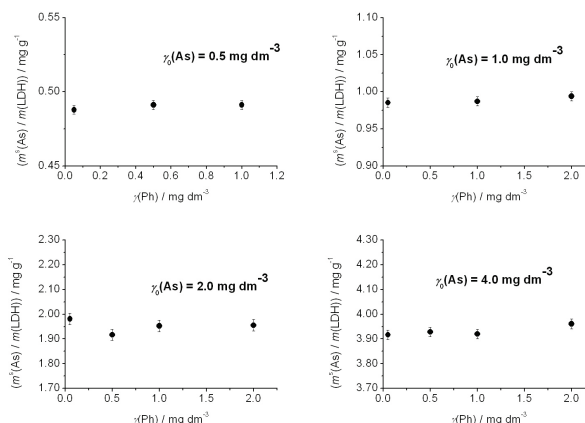 0.55
γ₀(As) = 0.5 mg dm⁻³
0.50
0.45
0.0 0.2 0.4 0.6 0.8 1.0 1.2
γ(Ph) / mg dm⁻³
(mˢ(As) / m(LDH)) / mg g⁻¹
1.10
1.05
γ₀(As) = 1.0 mg dm⁻³
1.00
0.95
0.90
0.0 0.5 1.0 1.5 2.0
γ(Ph) / mg dm⁻³
(mˢ(As) / m(LDH)) / mg g⁻¹
2.30
2.20
γ₀(As) = 2.0 mg dm⁻³
2.10
2.00
1.90
1.80
1.70
0.0 0.5 1.0 1.5 2.0
γ(Ph) / mg dm⁻³
(mˢ(As) / m(LDH)) / mg g⁻¹
4.30
4.20
γ₀(As) = 4.0 mg dm⁻³
4.10
4.00
3.90
3.80
3.70
0.0 0.5 1.0 1.5 2.0
γ(Ph) / mg dm⁻³
(mˢ(As) / m(LDH)) / mg g⁻¹